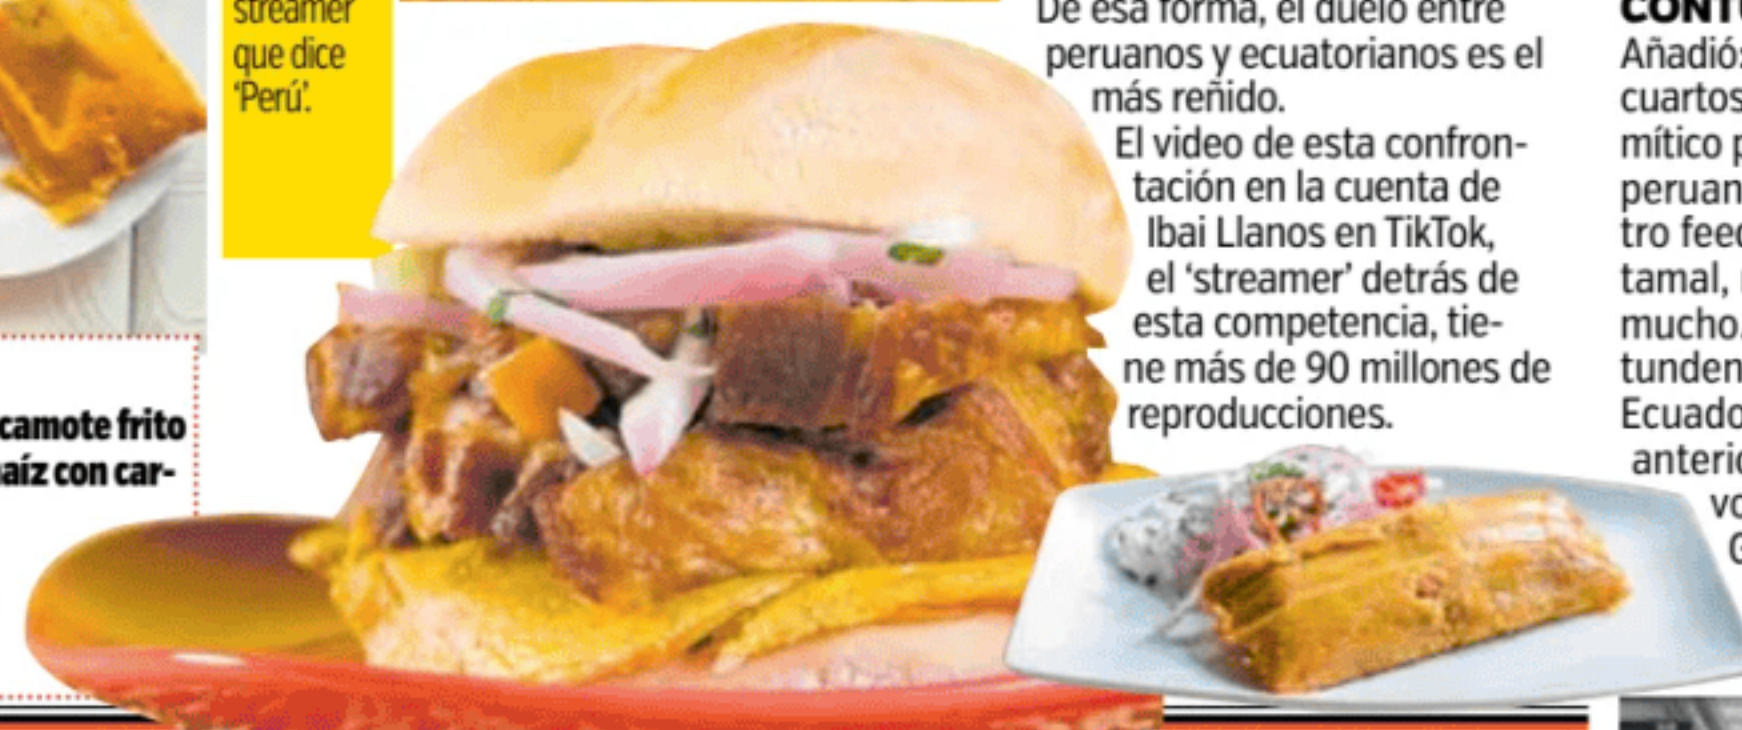 streamer
que dice
‘Perú’.
camote frito
aíz con car-
De esa forma, el duelo entre
peruanos y ecuatorianos es el
más reñido.
El video de esta confron-
tación en la cuenta de
Ibai Llanos en TikTok,
el ‘streamer’ detrás de
esta competencia, tie-
ne más de 90 millones de
reproducciones.
Añadió:
cuartos
mítico p
peruan
tro feed
tamal,
mucho.
tunden
Ecuado
anterio
vo